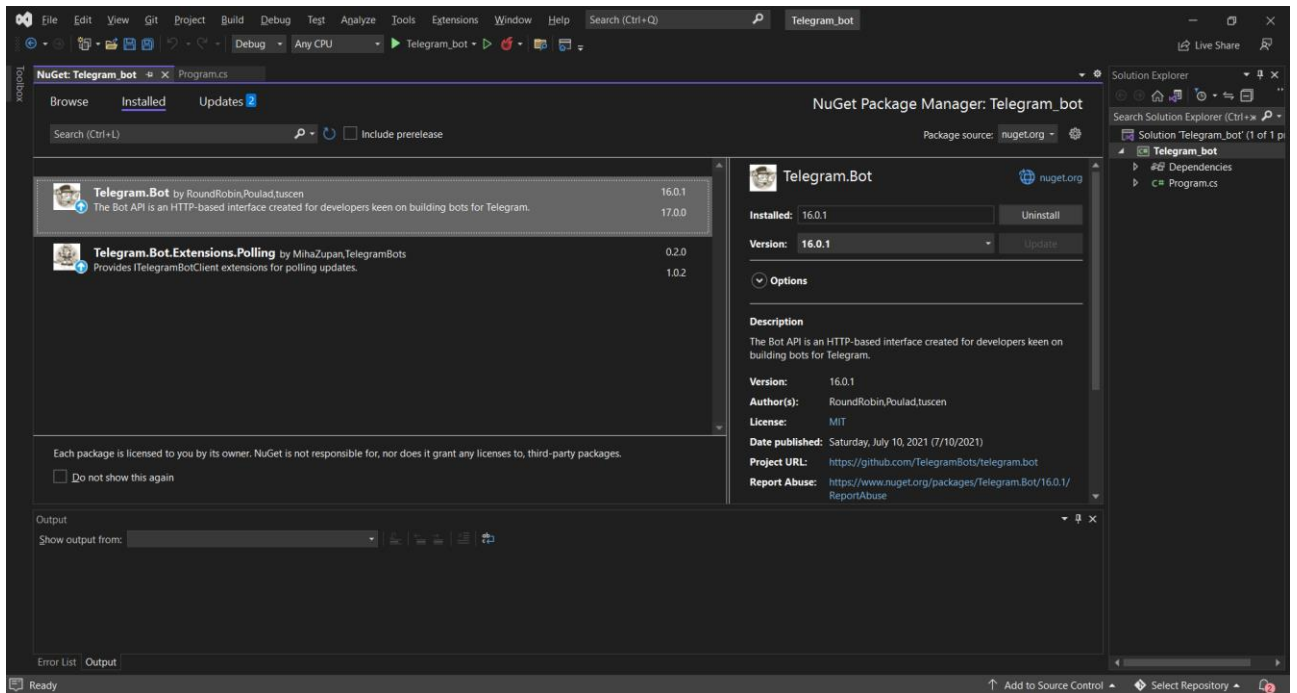 File Edit View Git Project Build Debug Test Analyze Tools Extensions Window Help Search (Ctrl+Q) Telegram_bot
Debug Any CPU Telegram_bot Live Share
Toolbox
NuGet: Telegram_bot Program.cs
Browse Installed Updates 2
NuGet Package Manager: Telegram_bot
Search (Ctrl+L) Include prerelease
Package source: nuget.org
Telegram.Bot by RoundRobin,Poulad,tuscen 16.0.1
The Bot API is an HTTP-based interface created for developers keen on building bots for Telegram. 17.0.0
Telegram.Bot.Extensions.Polling by MihaZupan,TelegramBots 0.2.0
Provides ITelegramBotClient extensions for polling updates. 1.0.2
Each package is licensed to you by its owner. NuGet is not responsible for, nor does it grant any licenses to, third-party packages.
Do not show this again
Telegram.Bot nuget.org
Installed: 16.0.1 Uninstall
Version: 16.0.1 Update
Options
Description
The Bot API is an HTTP-based interface created for developers keen on
building bots for Telegram.
Version: 16.0.1
Author(s): RoundRobin,Poulad,tuscen
License: MIT
Date published: Saturday, July 10, 2021 (7/10/2021)
Project URL: https://github.com/TelegramBots/telegram.bot
Report Abuse: https://www.nuget.org/packages/Telegram.Bot/16.0.1/
ReportAbuse
Solution Explorer
Search Solution Explorer (Ctrl+ж
Solution 'Telegram_bot' (1 of 1 pr
C# Telegram_bot
Dependencies
C# Program.cs
Output
Show output from:
Error List Output
Ready Add to Source Control Select Repository 2